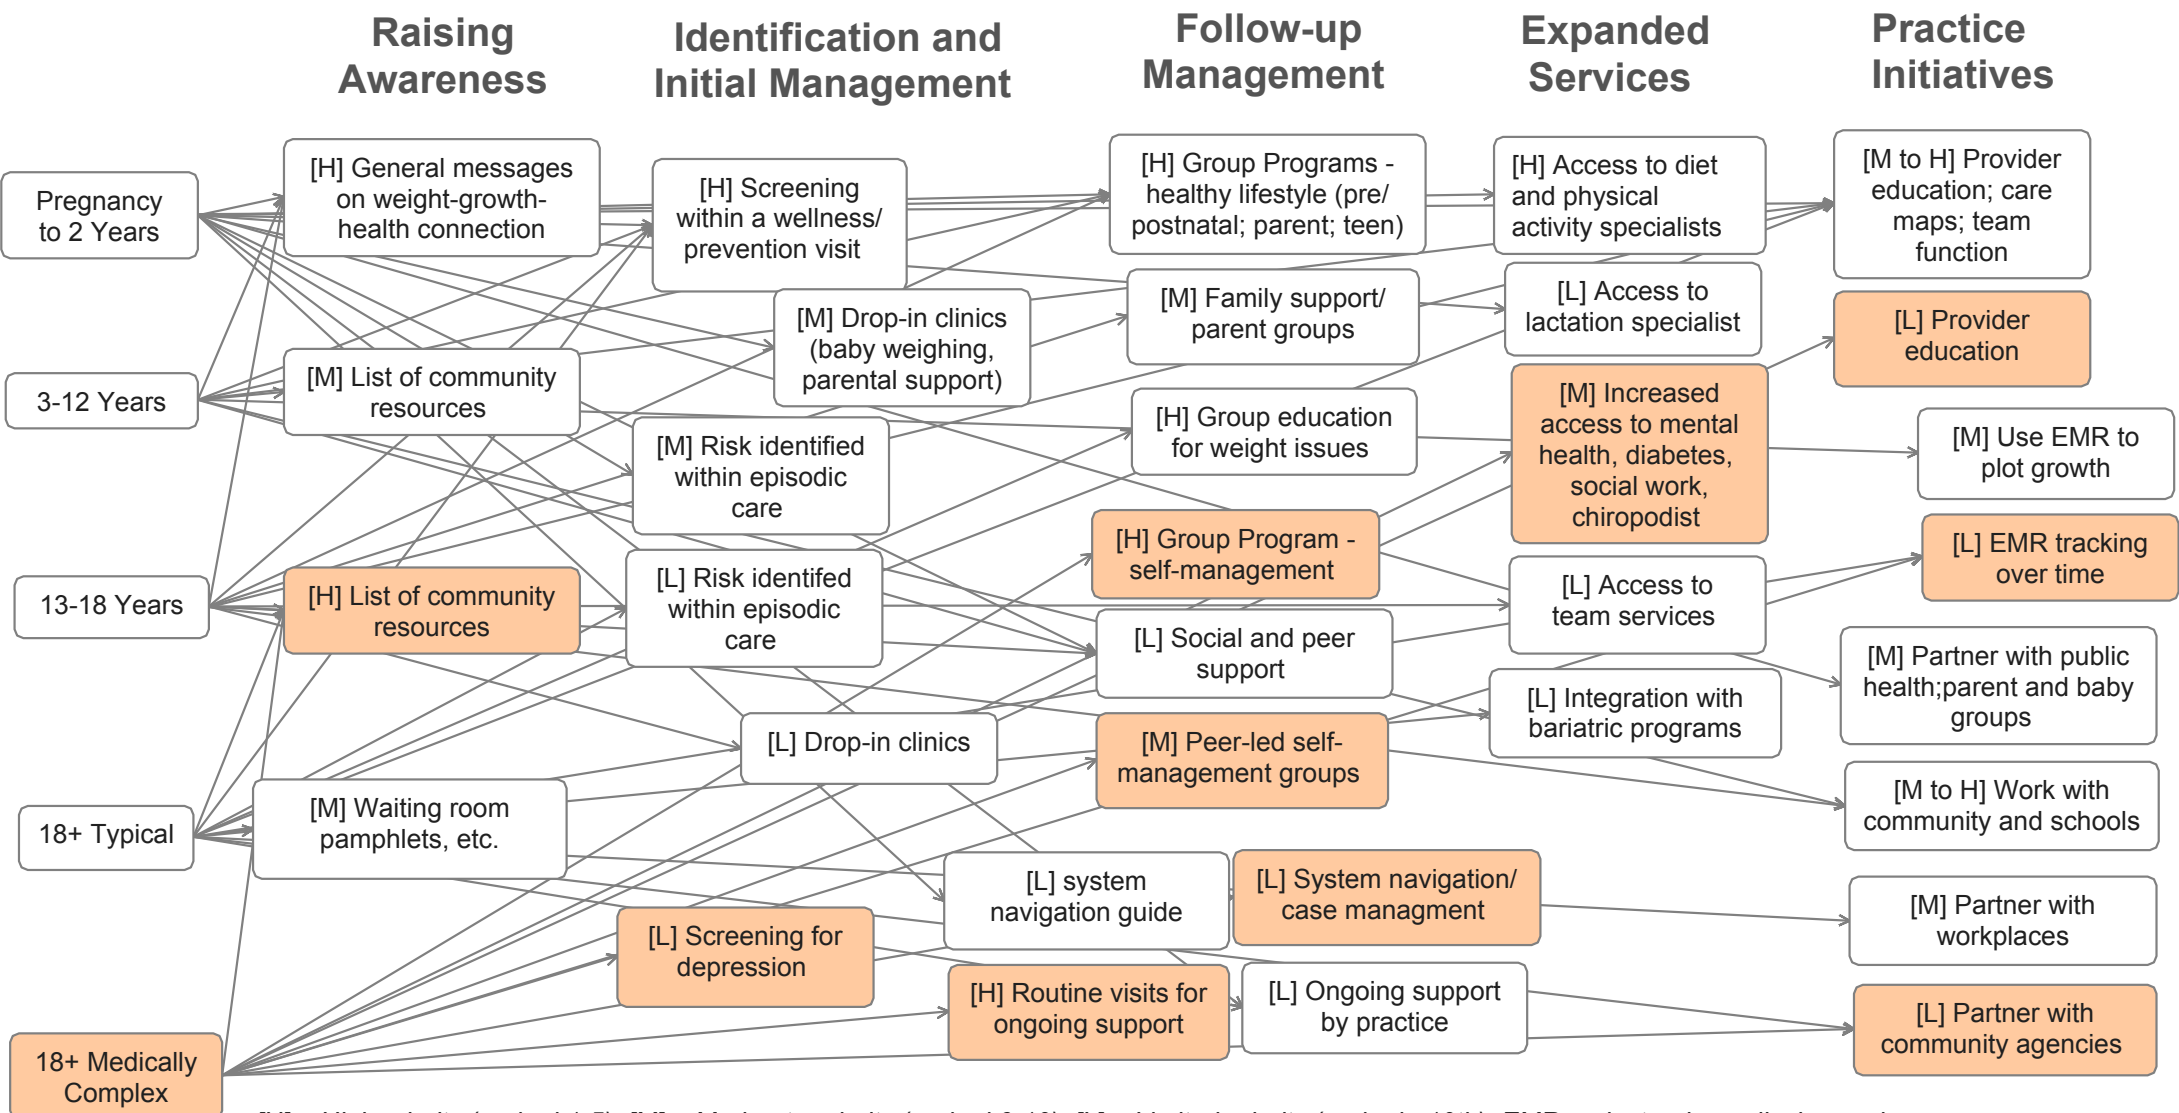 Raising
Awareness
Identification and
Initial Management
Follow-up
Management
Expanded
Services
Practice
Initiatives
Pregnancy
to 2 Years
3-12 Years
13-18 Years
18+ Typical
18+ Medically
Complex
[H] General messages
on weight-growth-
health connection
[M] List of community
resources
[H] List of community
resources
[M] Waiting room
pamphlets, etc.
[H] Screening
within a wellness/
prevention visit
[M] Drop-in clinics
(baby weighing,
parental support)
[M] Risk identified
within episodic
care
[L] Risk identifed
within episodic
care
[L] Drop-in clinics
[L] Screening for
depression
[H] Group Programs -
healthy lifestyle (pre/
postnatal; parent; teen)
[M] Family support/
parent groups
[H] Group education
for weight issues
[H] Group Program -
self-management
[L] Social and peer
support
[M] Peer-led self-
management groups
[L] system
navigation guide
[L] System navigation/
case managment
[H] Routine visits for
ongoing support
[L] Ongoing support
by practice
[H] Access to diet
and physical
activity specialists
[L] Access to
lactation specialist
[M] Increased
access to mental
health, diabetes,
social work,
chiropodist
[L] Access to
team services
[L] Integration with
bariatric programs
[M to H] Provider
education; care
maps; team
function
[L] Provider
education
[M] Use EMR to
plot growth
[L] EMR tracking
over time
[M] Partner with public
health;parent and baby
groups
[M to H] Work with
community and schools
[M] Partner with
workplaces
[L] Partner with
community agencies